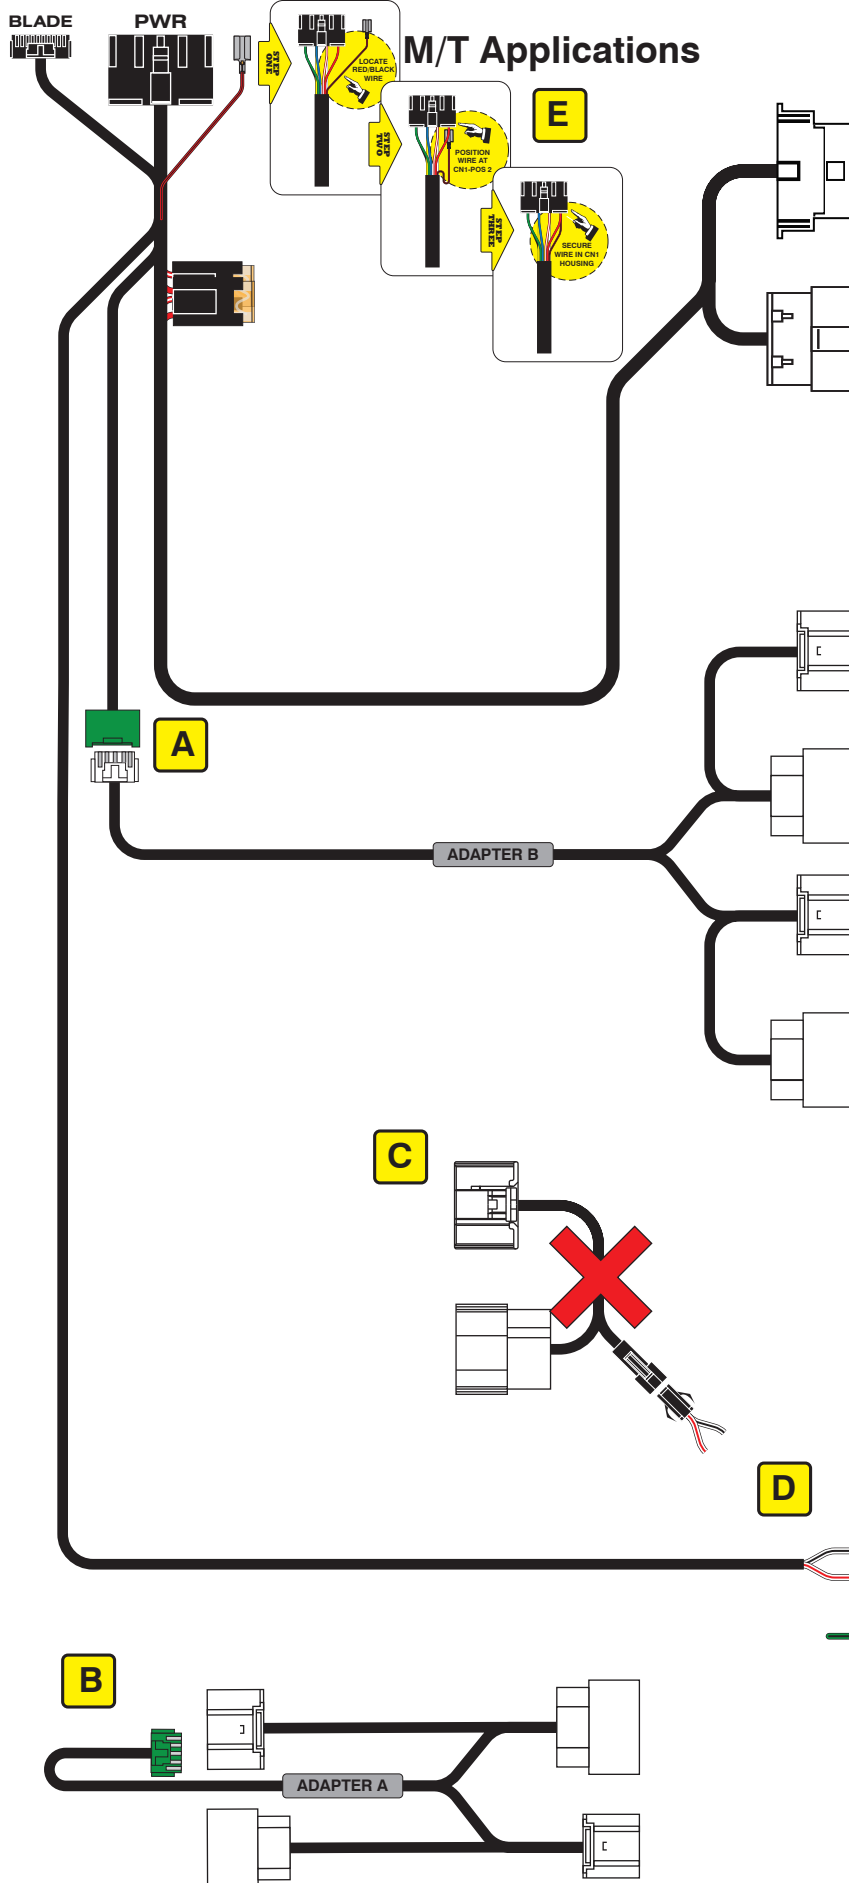 BLADE
PWR
M/T Applications
STEP
ONE
LOCATE
RED/BLACK
WIRE
E
STEP
TWO
POSITION
WIRE AT
CN1-POS 2
STEP
THREE
SECURE
WIRE IN CN1
HOUSING
A
ADAPTER B
C
D
B
ADAPTER A